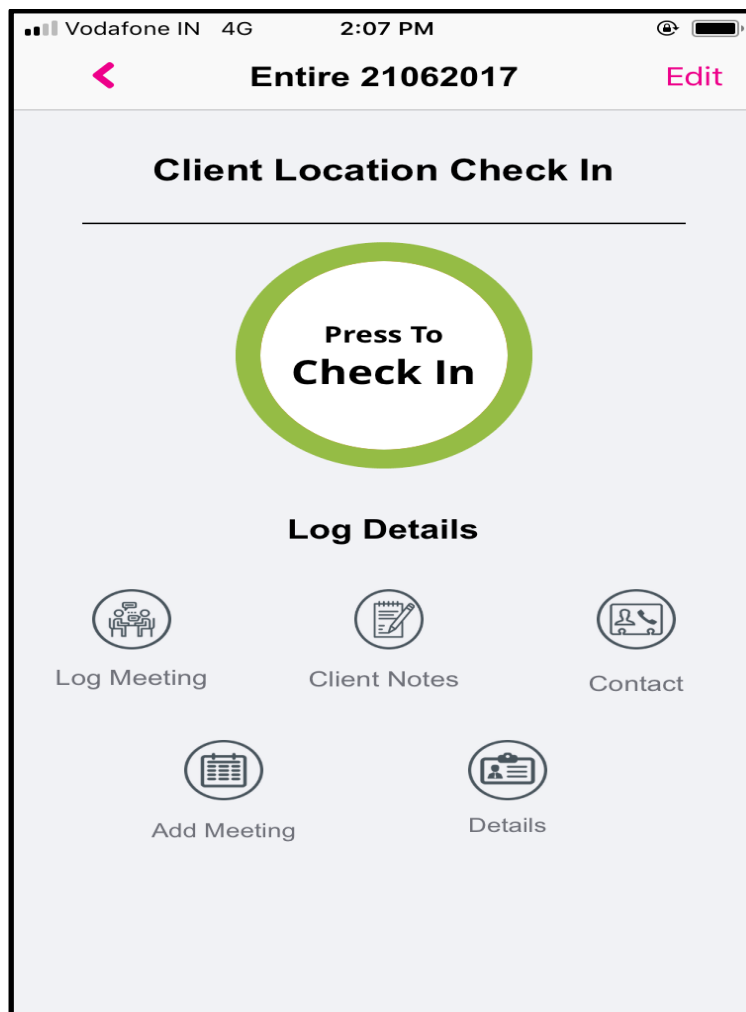 Vodafone IN 4G 2:07 PM
Entire 21062017 Edit
Client Location Check In
Press To
Check In
Log Details
Log Meeting Client Notes Contact
Add Meeting Details